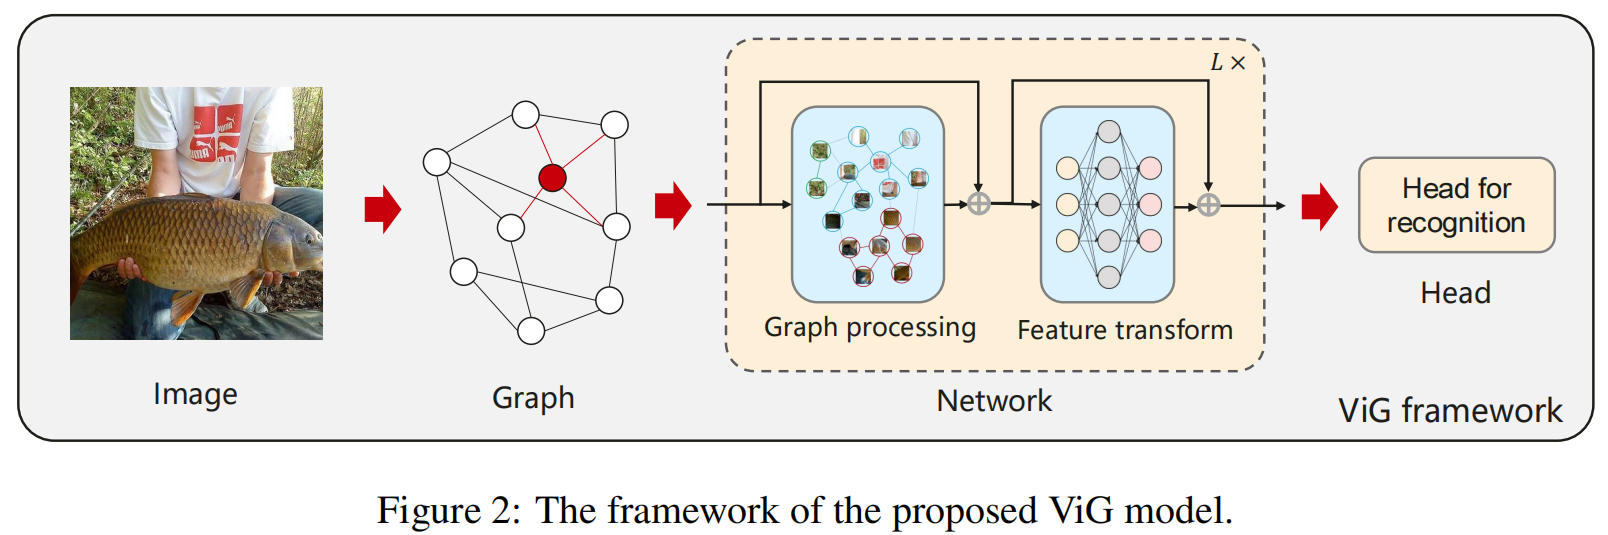 L ×
PUMA
Graph processing
Feature transform
Head for
recognition
Image
Graph
Network
Head
ViG framework
Figure 2: The framework of the proposed ViG model.